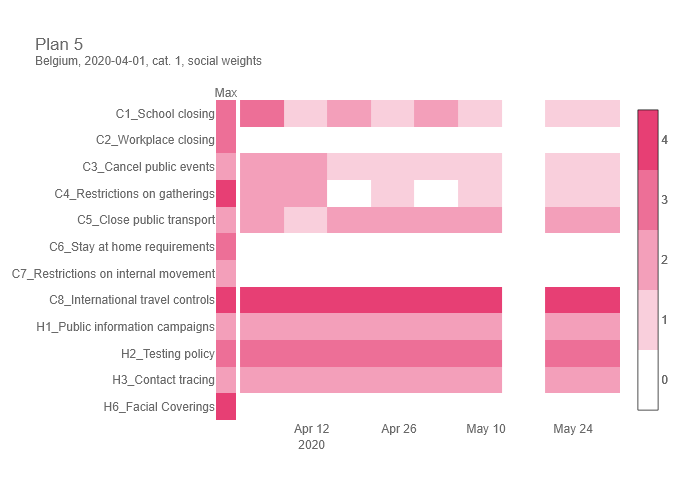 Plan 5
Belgium, 2020-04-01, cat. 1, social weights
Max
C1_School closing
C2_Workplace closing
C3_Cancel public events
C4_Restrictions on gatherings
C5_Close public transport
C6_Stay at home requirements
C7_Restrictions on internal movement
C8_International travel controls
H1_Public information campaigns
H2_Testing policy
H3_Contact tracing
H6_Facial Coverings
Apr 12 Apr 26 May 10 May 24
2020
4
3
2
1
0